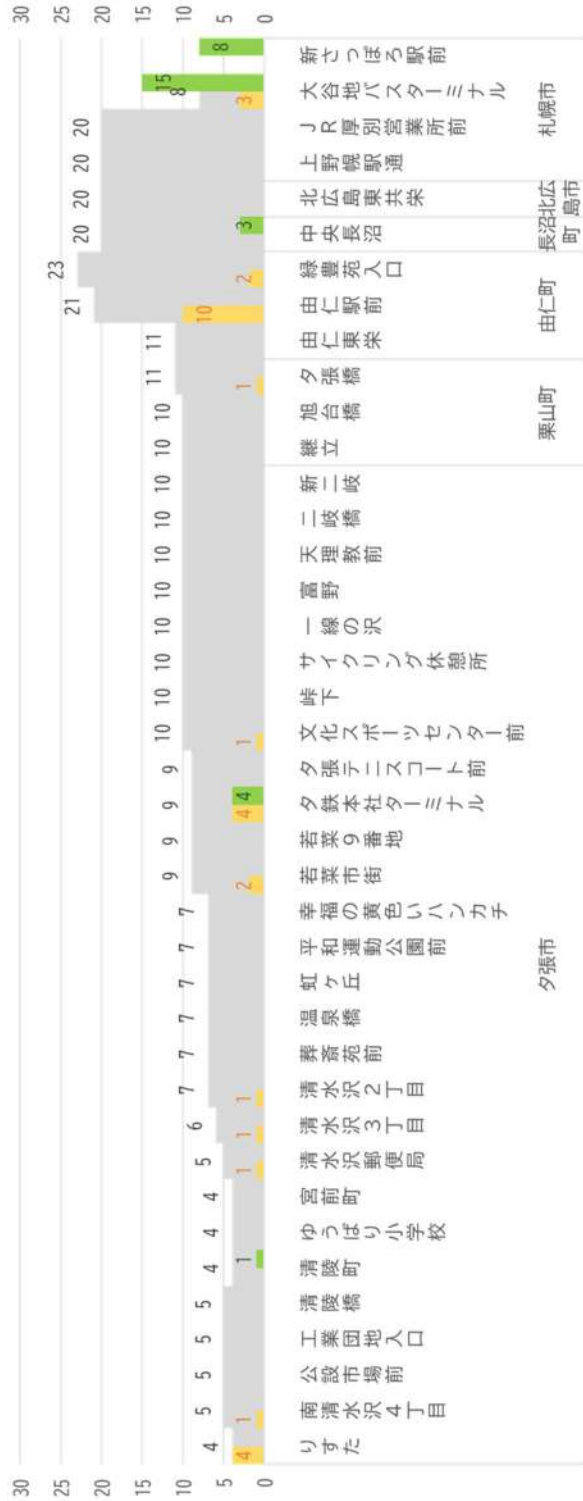 30
25
20
15
10
5
0
30
25
20
15
10
5
0
4
5
5
5
5
4
4
4
5
6
7
7
7
7
7
7
9
9
9
9
10
10
10
10
10
10
10
10
10
10
11
11
21
23
20
20
20
20
8
4
1
1
1
1
1
2
4
4
1
1
10
2
3
3
15
8
りすた
南清水沢4丁目
公設市場前
工業団地入口
清陵橋
清陵町
ゆうばり小学校
宮前町
清水沢郵便局
清水沢3丁目
清水沢2丁目
葬斎苑前
温泉橋
虹ヶ丘
平和運動公園前
幸福の黄色いハンカチ
若菜市街
若菜9番地
夕鉄本社ターミナル
夕張テニスコート前
文化スポーツセンター前
峠下
サイクリング休憩所
一線の沢
富野
天理教前
二岐橋
新二岐
継立
旭台橋
夕張橋
由仁東栄
由仁駅前
緑豊苑入口
中央長沼
北広島東共栄
上野幌駅通
JR厚別営業所前
大谷地バスターミナル
新さっぽろ駅前
夕張市
栗山町
由仁町
長沼町
北広島市
札幌市